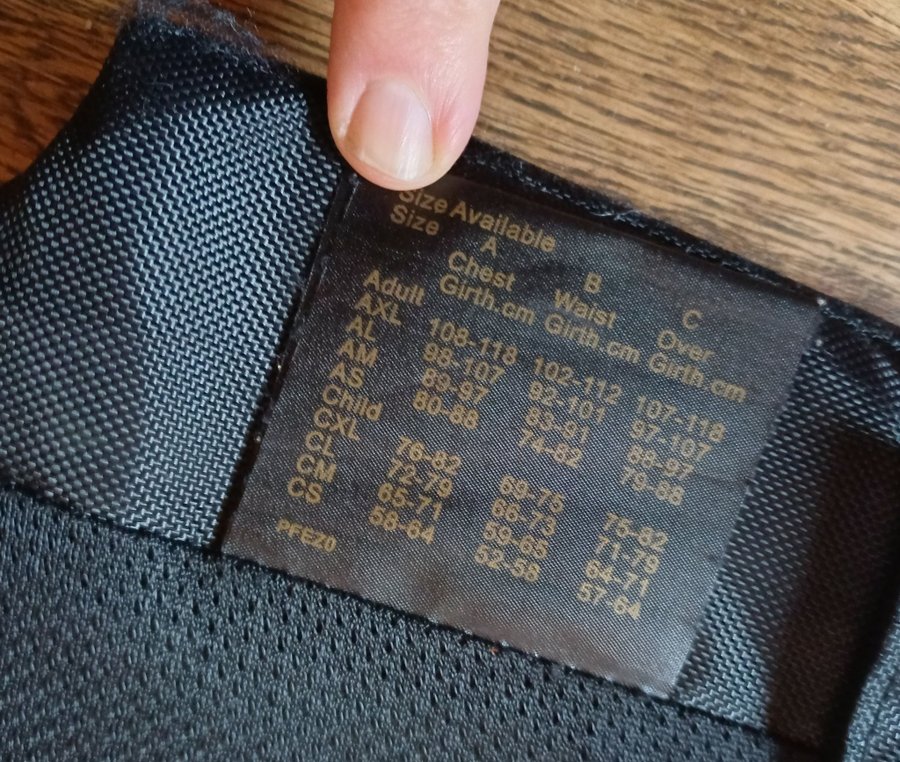 Size Available
Size A B C
Chest Waist Over
Girth.cm Girth.cm Girth.cm
Adult
AXL 108-118 102-112 107-118
AL 98-107 92-101 97-107
AM 89-97 83-91 88-97
AS 80-88 74-82 79-88
Child
CXL 76-82 69-75 75-82
CL 72-79 66-73 71-79
CM 65-71 59-65 64-71
CS 58-64 52-58 57-64
PFEZ0